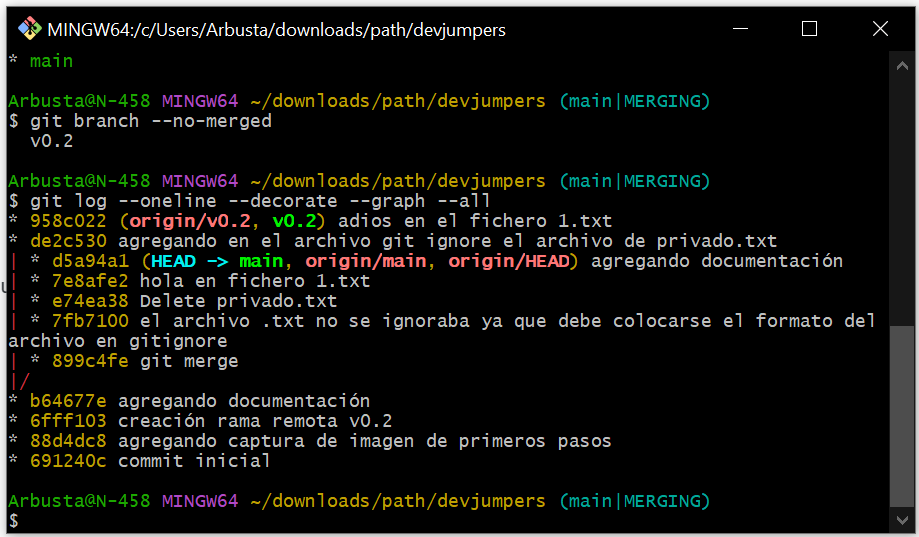 MINGW64:/c/Users/Arbusta/downloads/path/devjumpers
* main
Arbusta@N-458 MINGW64 ~/downloads/path/devjumpers (main|MERGING)
$ git branch --no-merged
  v0.2
Arbusta@N-458 MINGW64 ~/downloads/path/devjumpers (main|MERGING)
$ git log --oneline --decorate --graph --all
* 958c022 (origin/v0.2, v0.2) adios en el fichero 1.txt
* de2c530 agregando en el archivo git ignore el archivo de privado.txt
| * d5a94a1 (HEAD -> main, origin/main, origin/HEAD) agregando documentación
| * 7e8afe2 hola en fichero 1.txt
| * e74ea38 Delete privado.txt
| * 7fb7100 el archivo .txt no se ignoraba ya que debe colocarse el formato del
archivo en gitignore
| * 899c4fe git merge
|/
* b64677e agregando documentación
* 6fff103 creación rama remota v0.2
* 88d4dc8 agregando captura de imagen de primeros pasos
* 691240c commit inicial
Arbusta@N-458 MINGW64 ~/downloads/path/devjumpers (main|MERGING)
$